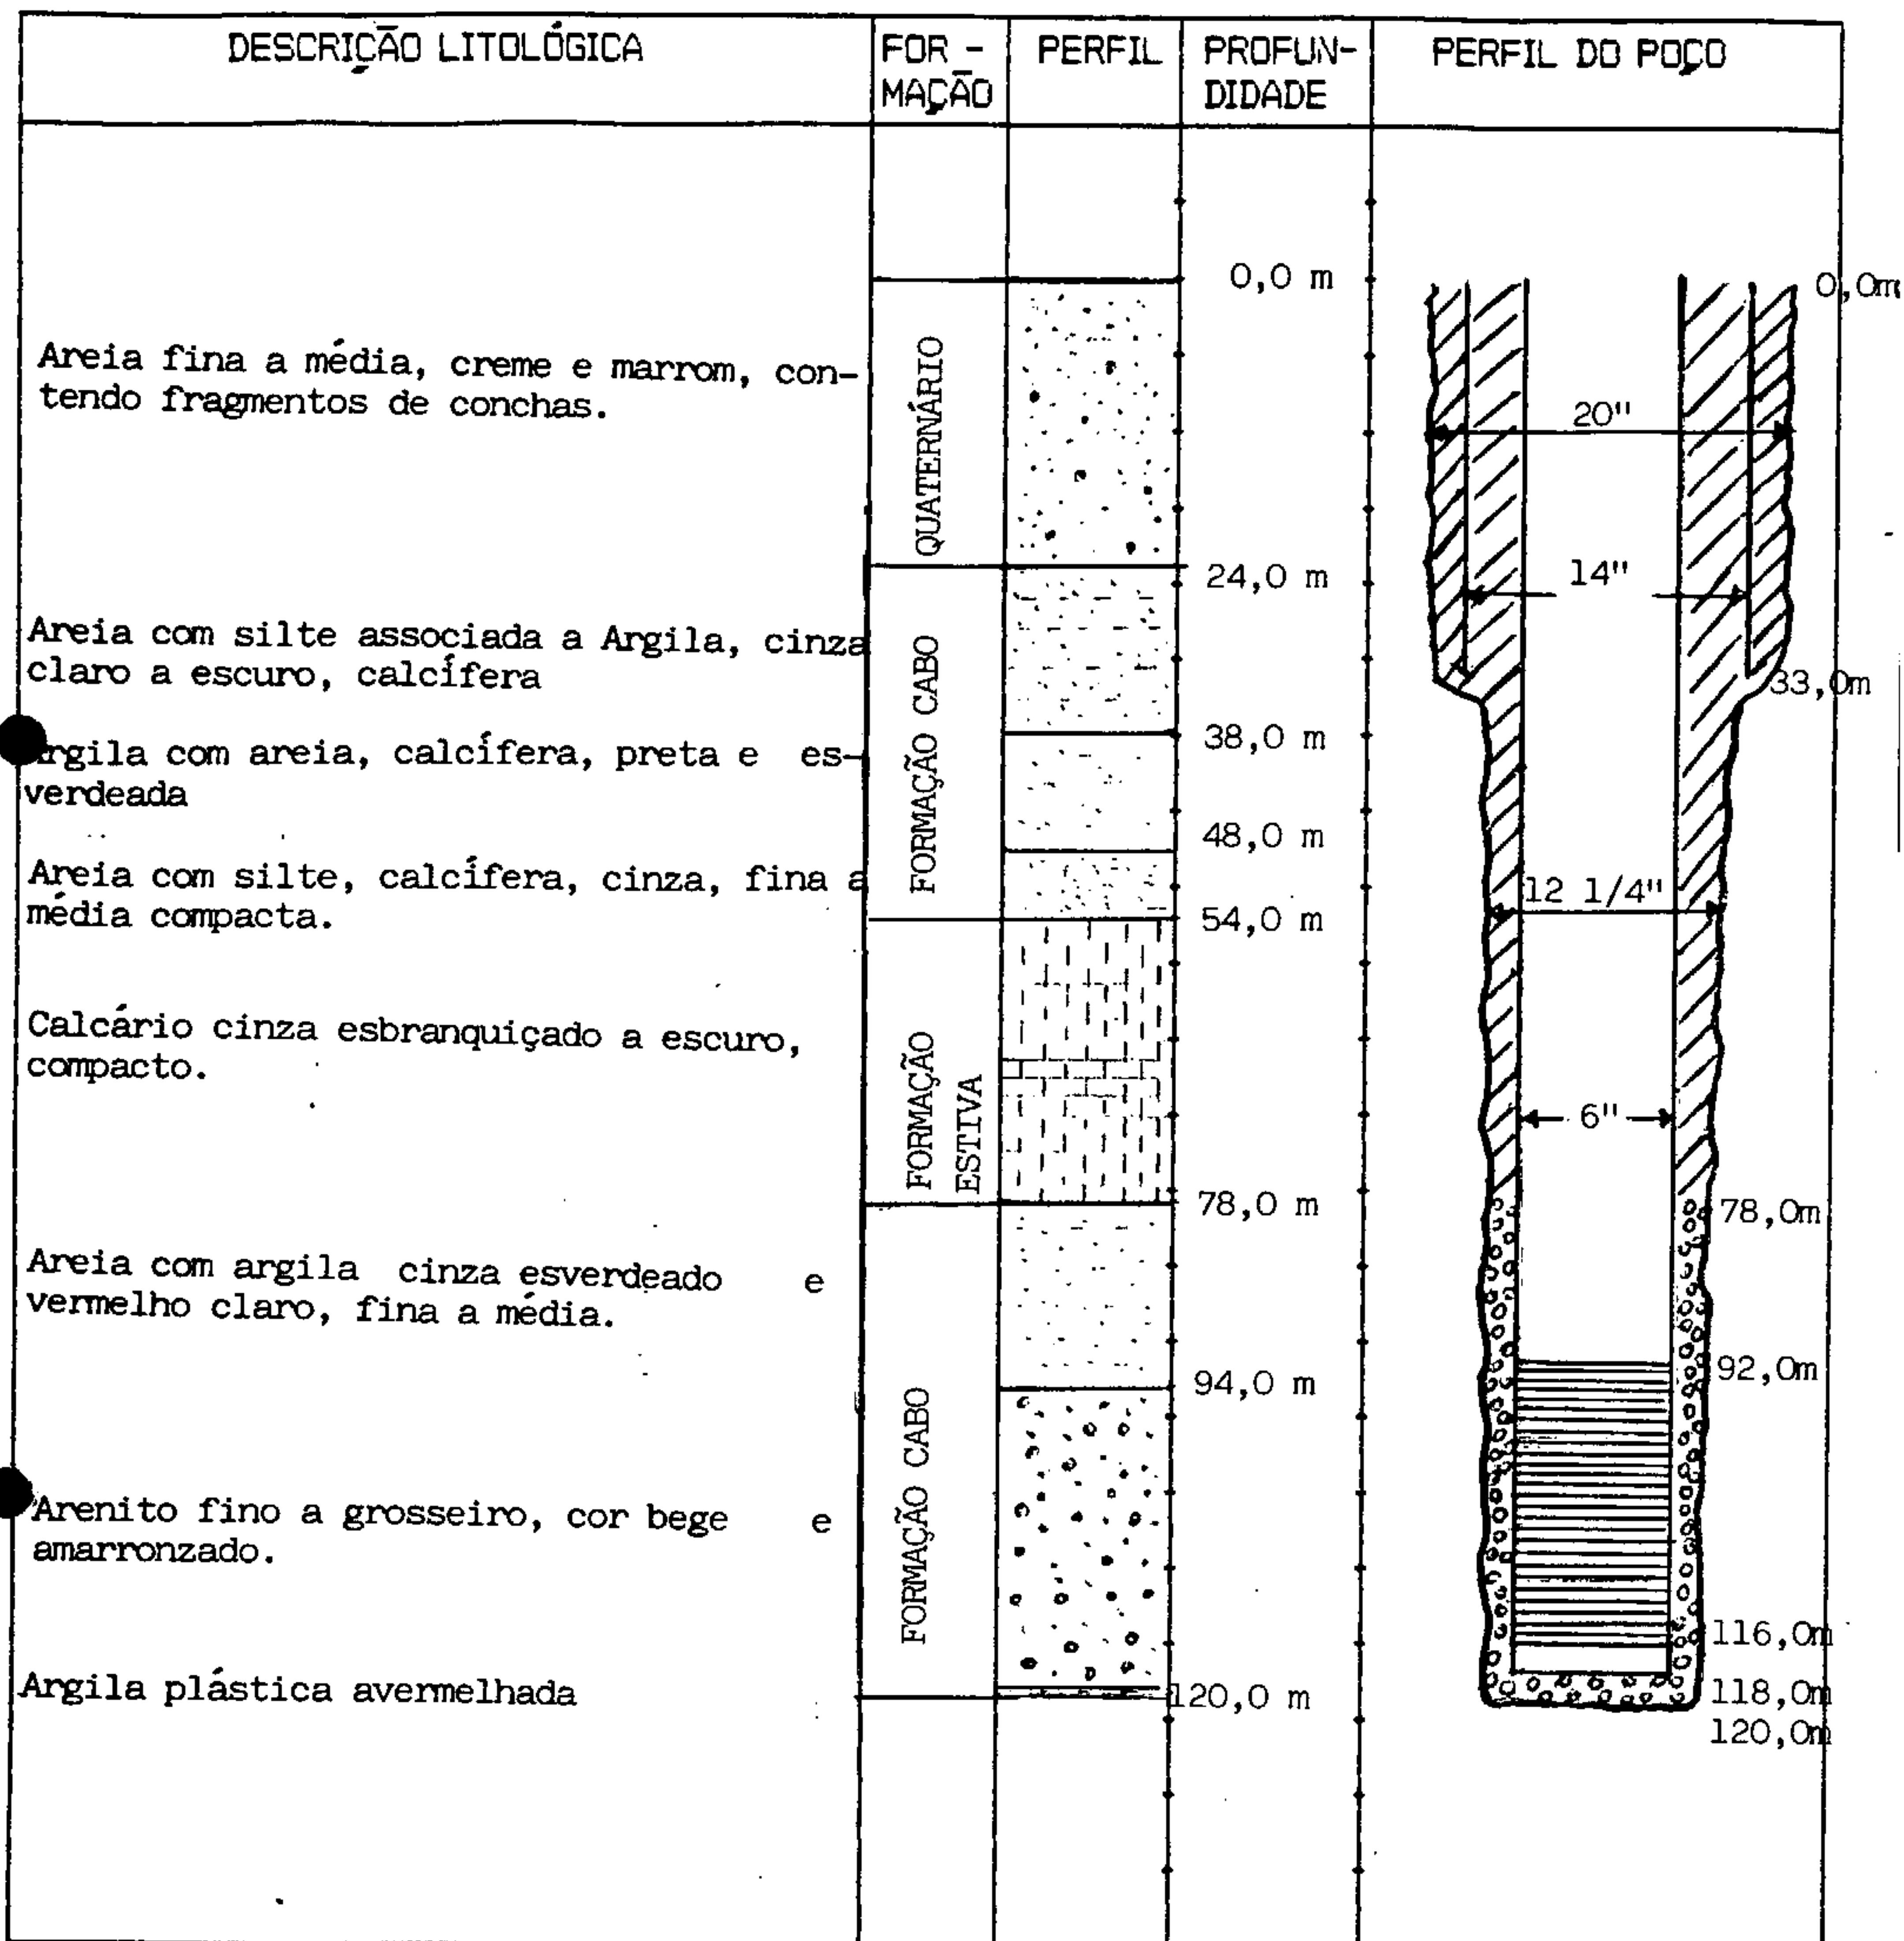 DESCRIÇÃO LITOLÓGICA
FOR -
MAÇÃO
PERFIL
PROFUN-
DIDADE
PERFIL DO POÇO
0,0 m
0,0m
Areia fina a média, creme e marrom, con-
tendo fragmentos de conchas.
QUATERNÁRIO
20"
24,0 m
14"
Areia com silte associada a Argila, cinza
claro a escuro, calcífera
33,0m
FORMAÇÃO CABO
38,0 m
Argila com areia, calcífera, preta e es-
verdeada
48,0 m
Areia com silte, calcífera, cinza, fina a
média compacta.
12 1/4"
54,0 m
Calcário cinza esbranquiçado a escuro,
compacto.
FORMAÇÃO
ESTIVA
6"
78,0 m
78,0m
Areia com argila cinza esverdeado e
vermelho claro, fina a média.
92,0m
94,0 m
FORMAÇÃO CABO
Arenito fino a grosseiro, cor bege e
amarronzado.
116,0m
Argila plástica avermelhada
120,0 m
118,0m
120,0m